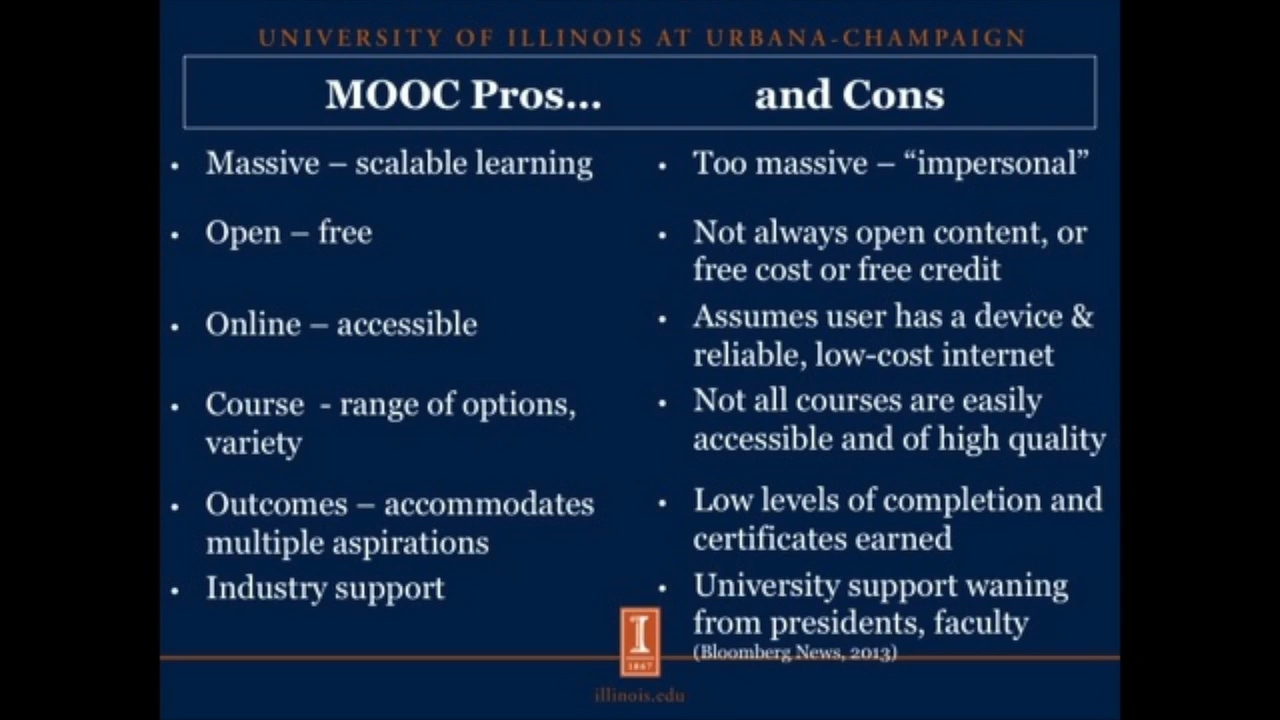 UNIVERSITY OF ILLINOIS AT URBANA-CHAMPAIGN
MOOC Pros... and Cons
• Massive – scalable learning
• Open – free
• Online – accessible
• Course - range of options,
variety
• Outcomes – accommodates
multiple aspirations
• Industry support
• Too massive – “impersonal”
• Not always open content, or
free cost or free credit
• Assumes user has a device &
reliable, low-cost internet
• Not all courses are easily
accessible and of high quality
• Low levels of completion and
certificates earned
• University support waning
from presidents, faculty
(Bloomberg News, 2013)
I
1867
illinois.edu